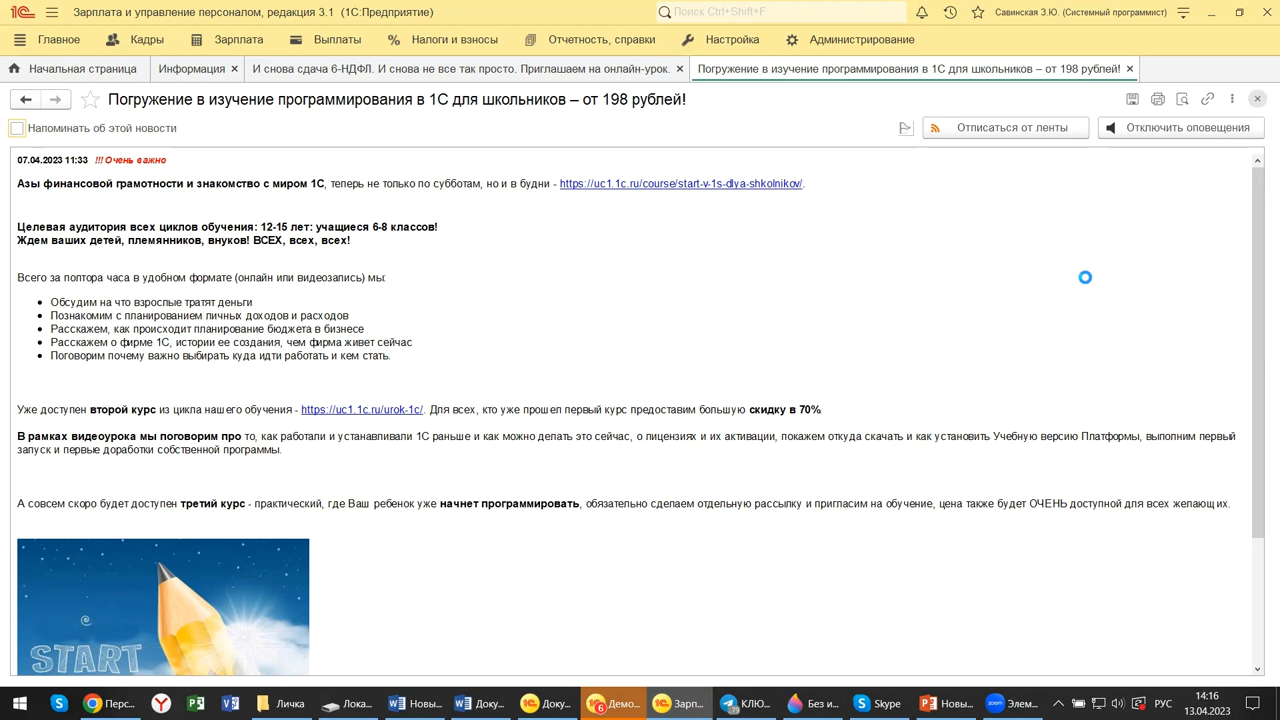 Зарплата и управление персоналом, редакция 3.1 (1С:Предприятие)
Поиск Ctrl+Shift+F
Савинская З.Ю. (Системный программист)
Главное Кадры Зарплата Выплаты Налоги и взносы Отчетность, справки Настройка Администрирование
Начальная страница Информация И снова сдача 6-НДФЛ. И снова не все так просто. Приглашаем на онлайн-урок. Погружение в изучение программирования в 1С для школьников – от 198 рублей!
Погружение в изучение программирования в 1С для школьников – от 198 рублей!
Напоминать об этой новости Отписаться от ленты Отключить оповещения
07.04.2023 11:33 !!! Очень важно
Азы финансовой грамотности и знакомство с миром 1С, теперь не только по субботам, но и в будни - https://uc1.1c.ru/course/start-v-1s-dlya-shkolnikov/.
Целевая аудитория всех циклов обучения: 12-15 лет: учащиеся 6-8 классов!
Ждем ваших детей, племянников, внуков! ВСЕХ, всех, всех!
Всего за полтора часа в удобном формате (онлайн или видеозапись) мы:
Обсудим на что взрослые тратят деньги
Познакомим с планированием личных доходов и расходов
Расскажем, как происходит планирование бюджета в бизнесе
Расскажем о фирме 1С, истории ее создания, чем фирма живет сейчас
Поговорим почему важно выбирать куда идти работать и кем стать.
Уже доступен второй курс из цикла нашего обучения - https://uc1.1c.ru/urok-1c/. Для всех, кто уже прошел первый курс предоставим большую скидку в 70%
В рамках видеоурока мы поговорим про то, как работали и устанавливали 1С раньше и как можно делать это сейчас, о лицензиях и их активации, покажем откуда скачать и как установить Учебную версию Платформы, выполним первый
запуск и первые доработки собственной программы.
А совсем скоро будет доступен третий курс - практический, где Ваш ребенок уже начнет программировать, обязательно сделаем отдельную рассылку и пригласим на обучение, цена также будет ОЧЕНЬ доступной для всех желающих.
START
Перс... Личка Лока... Новы... Доку... Доку... Демо... Зарп... КЛЮ... Без и... Skype Новы... Элем... РУС
14:16
13.04.2023